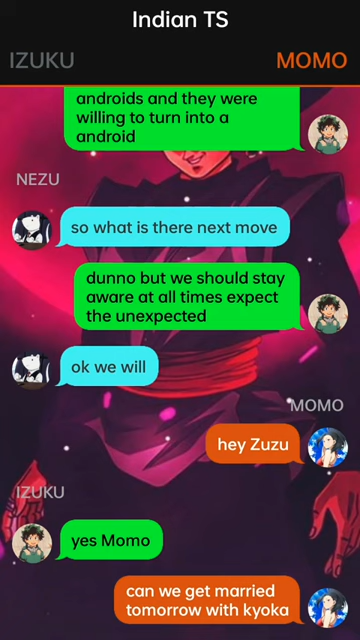 Indian TS
IZUKU
MOMO
androids and they were
willing to turn into a
android
NEZU
so what is there next move
dunno but we should stay
aware at all times expect
the unexpected
ok we will
MOMO
hey Zuzu
IZUKU
yes Momo
can we get married
tomorrow with kyoka